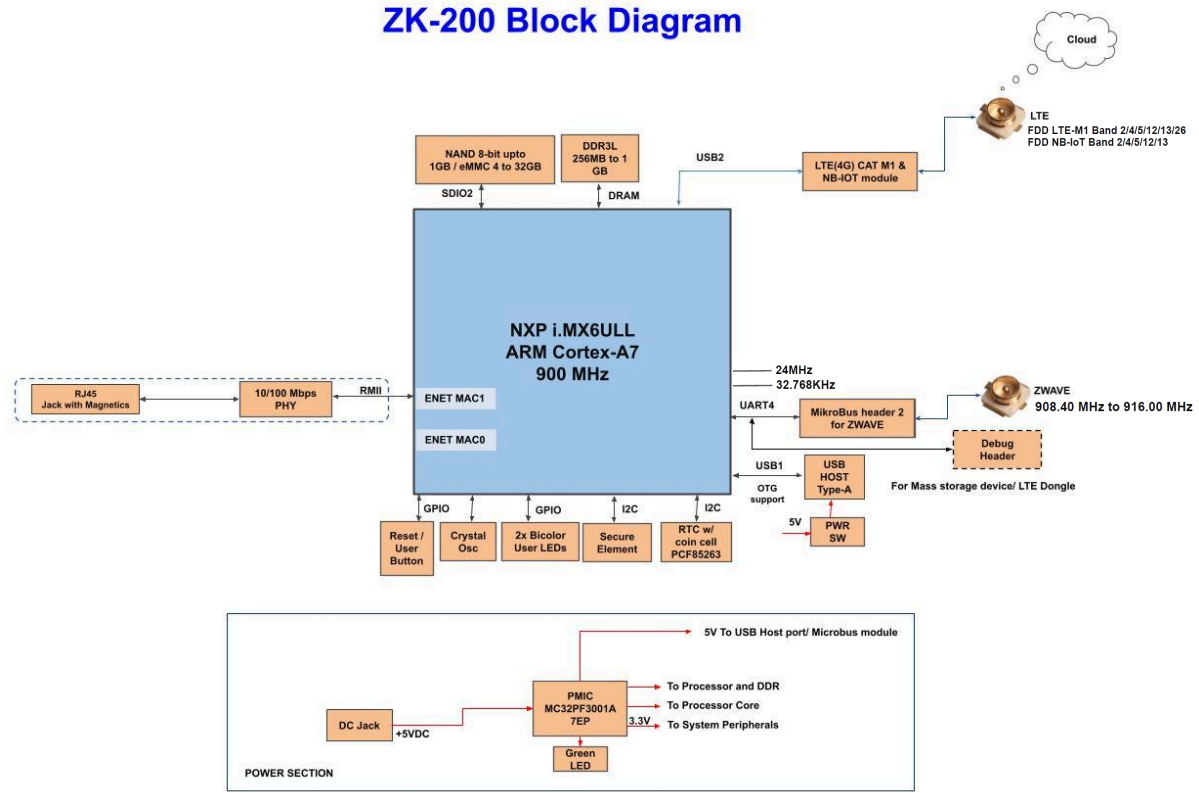 ZK-200 Block Diagram
Cloud
LTE
FDD LTE-M1 Band 2/4/5/12/13/26
FDD NB-IoT Band 2/4/5/12/13
NAND 8-bit upto
1GB / eMMC 4 to 32GB
DDR3L
256MB to 1
GB
USB2
LTE(4G) CAT M1 &
NB-IOT module
SDIO2
DRAM
NXP i.MX6ULL
ARM Cortex-A7
900 MHz
24MHz
32.768KHz
RJ45
Jack with Magnetics
10/100 Mbps
PHY
RMII
ENET MAC1
ENET MAC0
UART4
MikroBus header 2
for ZWAVE
ZWAVE
908.40 MHz to 916.00 MHz
Debug
Header
USB1
OTG
support
USB
HOST
Type-A
For Mass storage device/ LTE Dongle
5V
PWR
SW
GPIO
GPIO
I2C
I2C
Reset /
User
Button
Crystal
Osc
2x Bicolor
User LEDs
Secure
Element
RTC w/
coin cell
PCF85263
5V To USB Host port/ Microbus module
PMIC
MC32PF3001A
7EP
To Processor and DDR
To Processor Core
3.3V
To System Peripherals
DC Jack
+5VDC
Green
LED
POWER SECTION